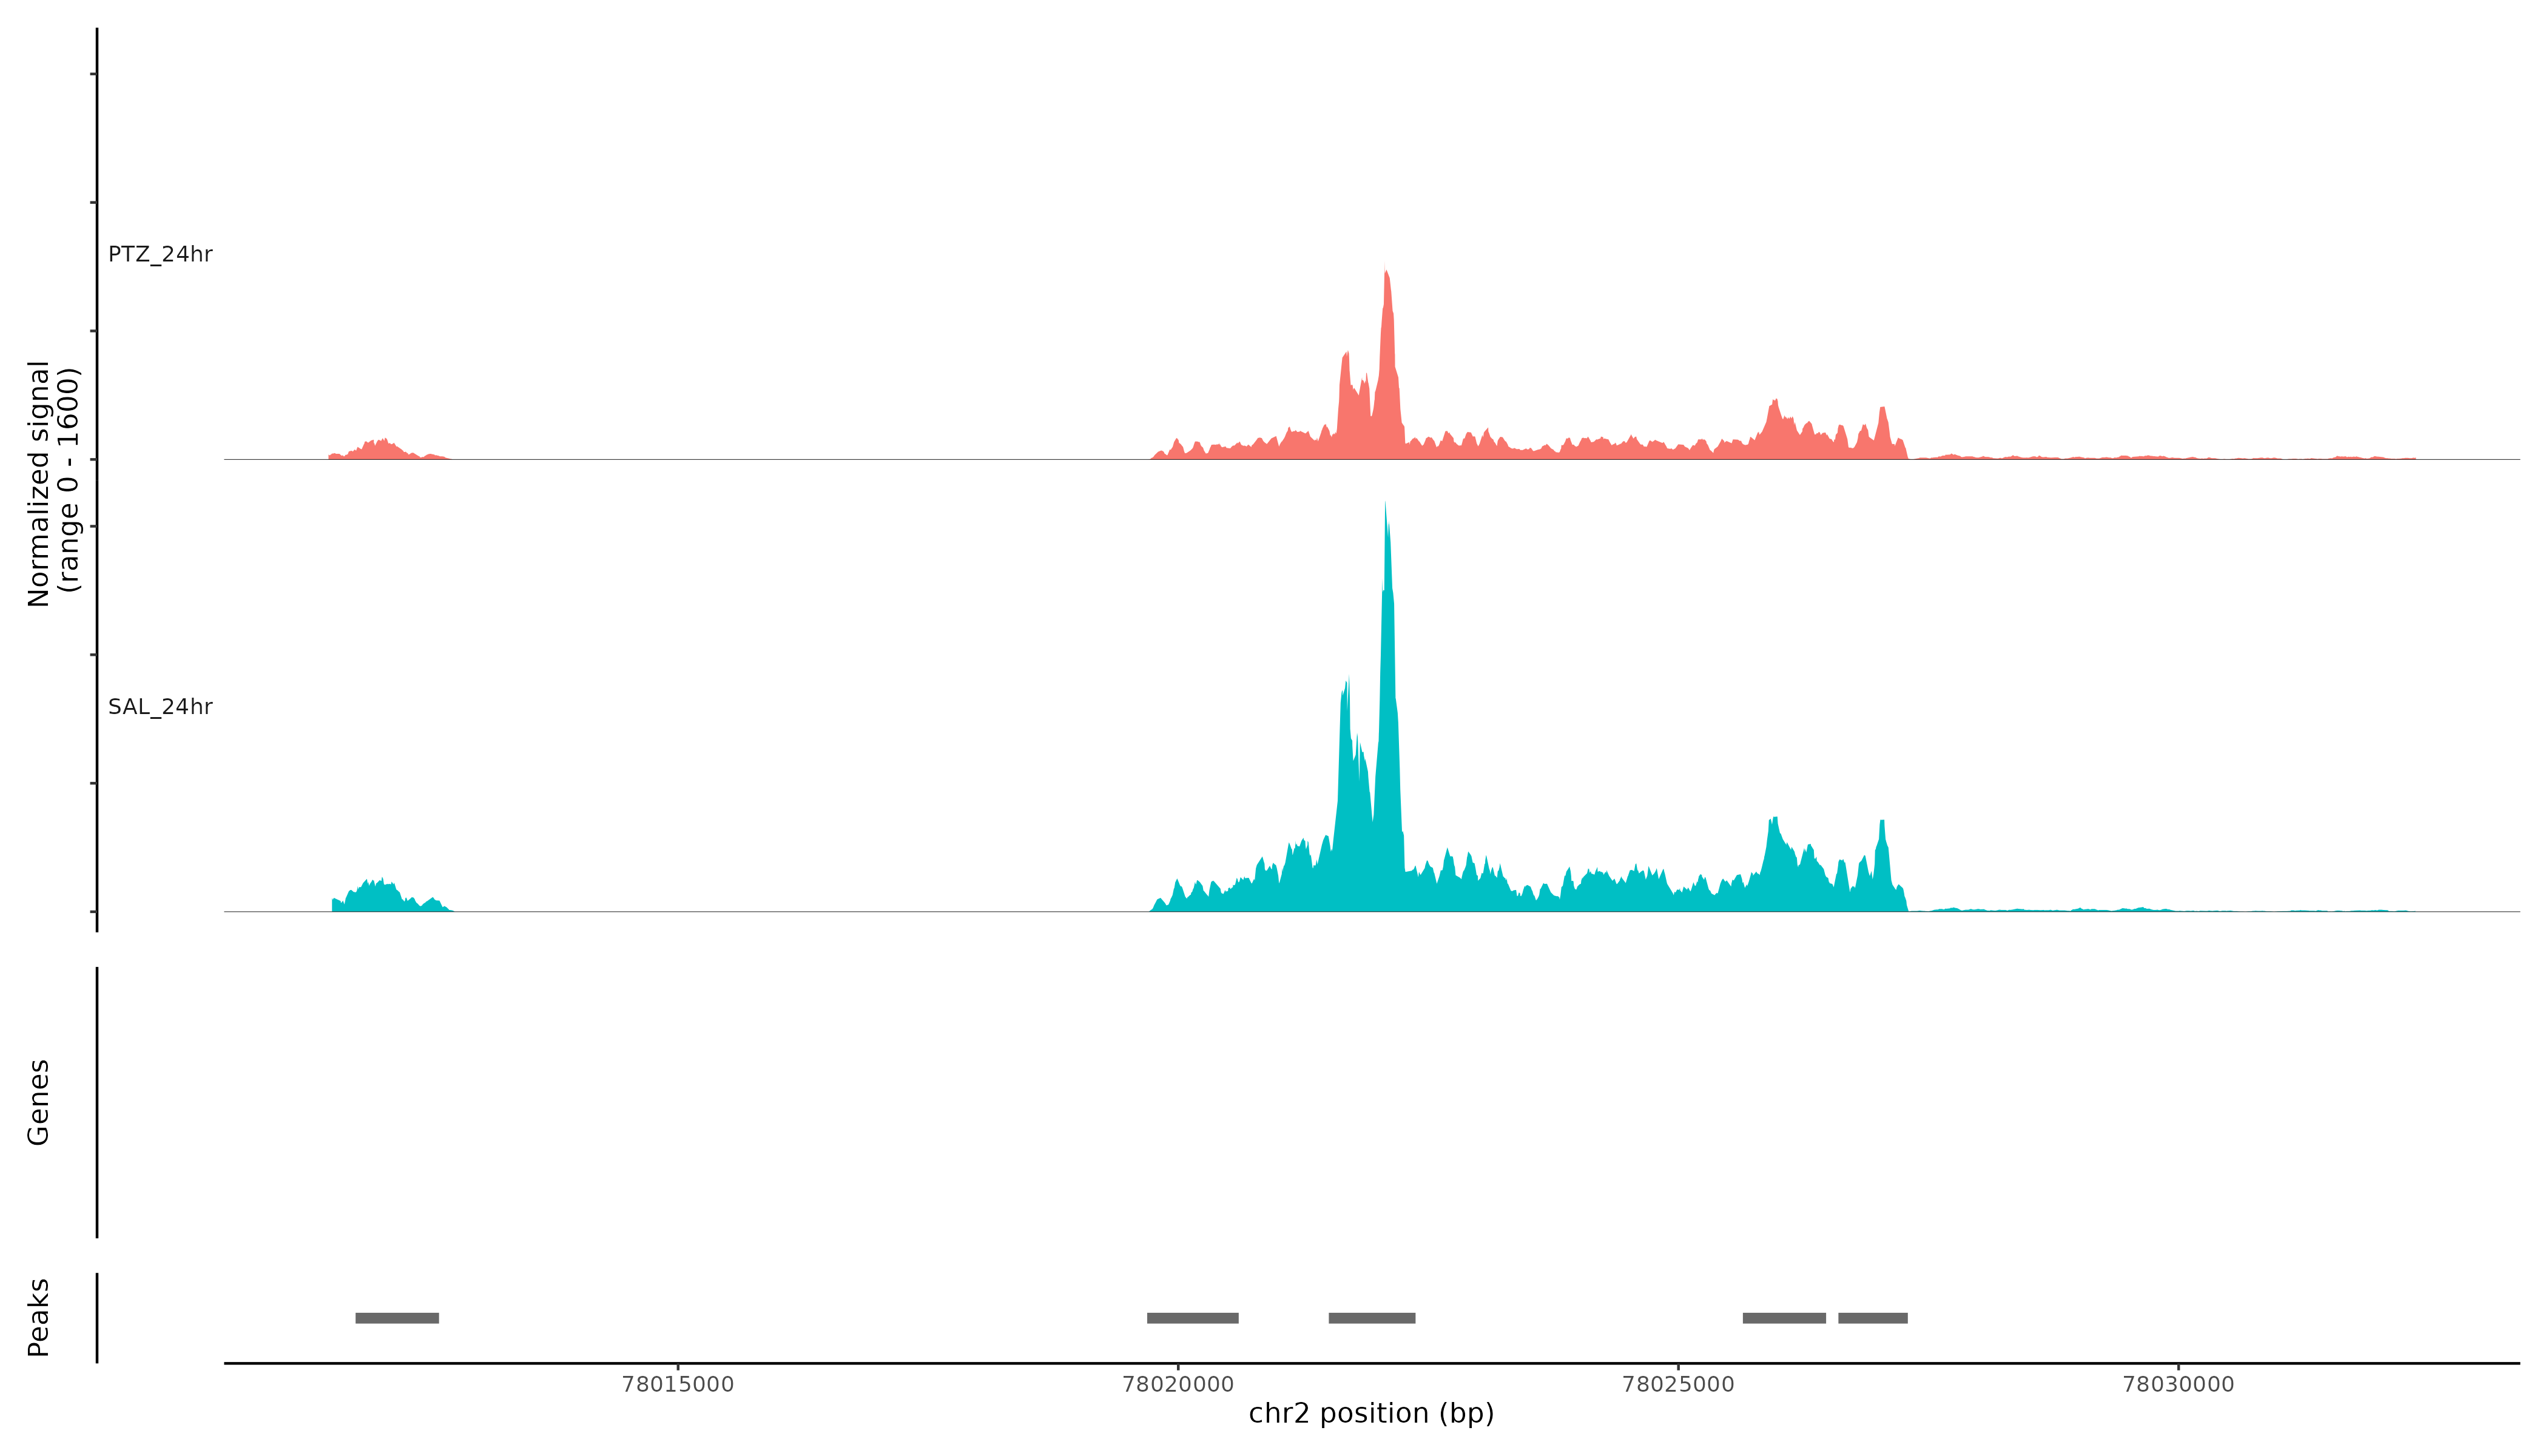 PTZ_24hr
Normalized signal
(range 0 - 1600)
SAL_24hr
Genes
Peaks
78015000 78020000 78025000 78030000
chr2 position (bp)